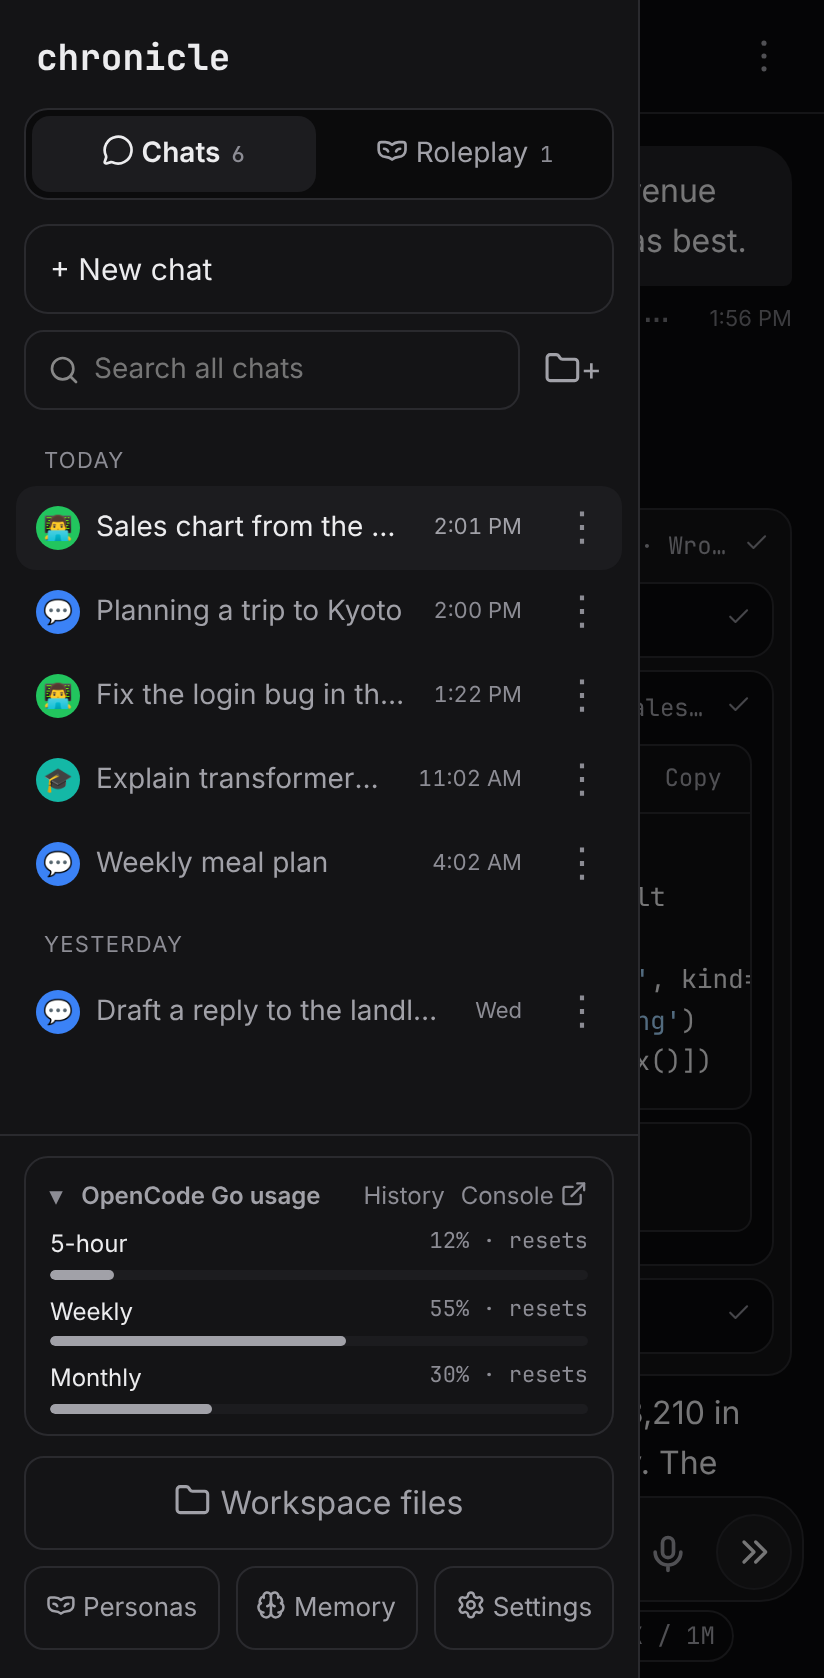 chronicle
Chats 6
Roleplay 1
+ New chat
Search all chats
+
TODAY
Sales chart from the ... 2:01 PM
Planning a trip to Kyoto 2:00 PM
Fix the login bug in th... 1:22 PM
Explain transformer... 11:02 AM
Weekly meal plan 4:02 AM
YESTERDAY
Draft a reply to the landl... Wed
OpenCode Go usage History Console
5-hour 12% · resets
Weekly 55% · resets
Monthly 30% · resets
Workspace files
Personas
Memory
Settings
as best.
... 1:56 PM
· Wro…
Copy
', kind=
')
x()])
,210 in
. The
/ 1M